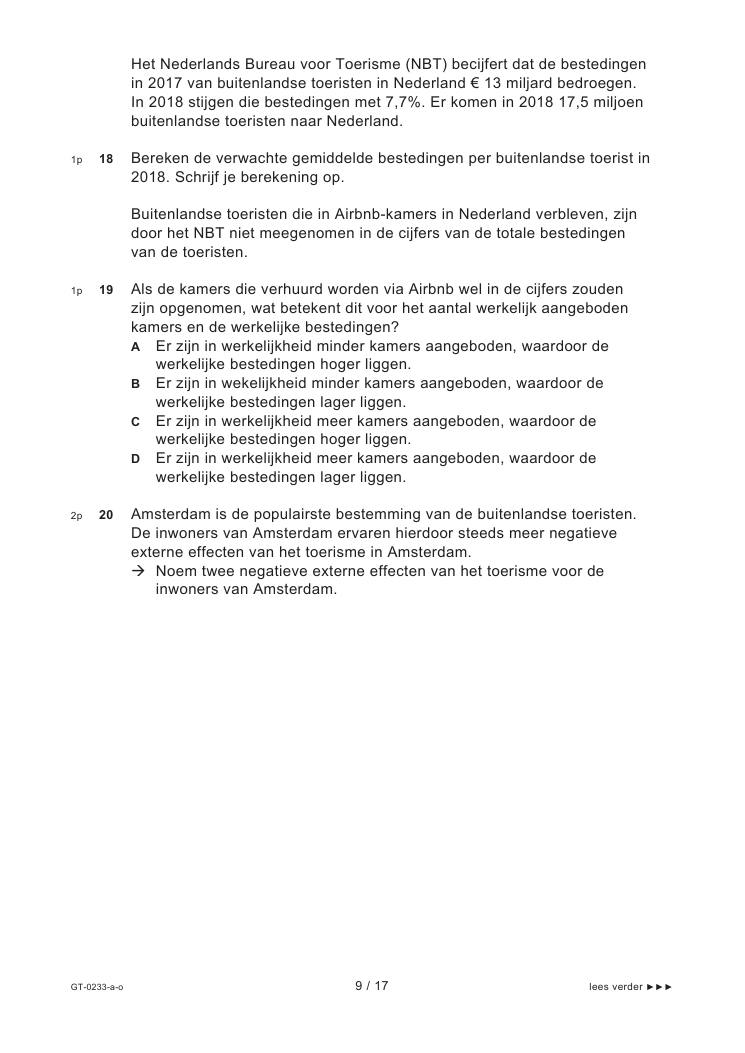 Het Nederlands Bureau voor Toerisme (NBT) becijfert dat de bestedingen
in 2017 van buitenlandse toeristen in Nederland € 13 miljard bedroegen.
In 2018 stijgen die bestedingen met 7,7%. Er komen in 2018 17,5 miljoen
buitenlandse toeristen naar Nederland.
1p 18 Bereken de verwachte gemiddelde bestedingen per buitenlandse toerist in
2018. Schrijf je berekening op.
Buitenlandse toeristen die in Airbnb-kamers in Nederland verbleven, zijn
door het NBT niet meegenomen in de cijfers van de totale bestedingen
van de toeristen.
1p 19 Als de kamers die verhuurd worden via Airbnb wel in de cijfers zouden
zijn opgenomen, wat betekent dit voor het aantal werkelijk aangeboden
kamers en de werkelijke bestedingen?
A Er zijn in werkelijkheid minder kamers aangeboden, waardoor de
werkelijke bestedingen hoger liggen.
B Er zijn in wekelijkheid minder kamers aangeboden, waardoor de
werkelijke bestedingen lager liggen.
C Er zijn in werkelijkheid meer kamers aangeboden, waardoor de
werkelijke bestedingen hoger liggen.
D Er zijn in werkelijkheid meer kamers aangeboden, waardoor de
werkelijke bestedingen lager liggen.
2p 20 Amsterdam is de populairste bestemming van de buitenlandse toeristen.
De inwoners van Amsterdam ervaren hierdoor steeds meer negatieve
externe effecten van het toerisme in Amsterdam.
→ Noem twee negatieve externe effecten van het toerisme voor de
inwoners van Amsterdam.
GT-0233-a-o 9 / 17 lees verder ►►►